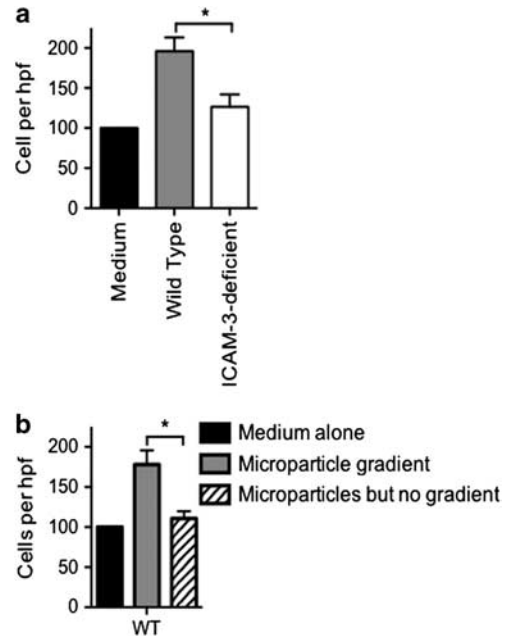 a
*
Cell per hpf
200
150
100
50
0
Medium
Wild Type
ICAM-3-deficient
b
*
Cells per hpf
200
150
100
50
0
WT
Medium alone
Microparticle gradient
Microparticles but no gradient